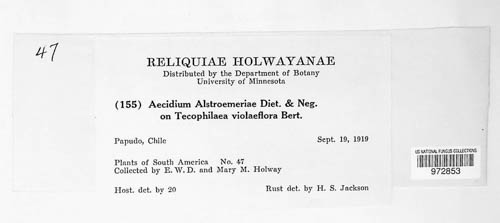 47
RELIQUIAE HOLWAYANAE
Distributed by the Department of Botany
University of Minnesota
(155) Aecidium Alstroemeriae Diet. & Neg.
on Tecophilaea violaeflora Bert.
Papudo, Chile Sept. 19, 1919
Plants of South America No. 47
Collected by E. W. D. and Mary M. Holway
Host. det. by 20 Rust det. by H. S. Jackson
US NATIONAL FUNGUS COLLECTIONS
972853